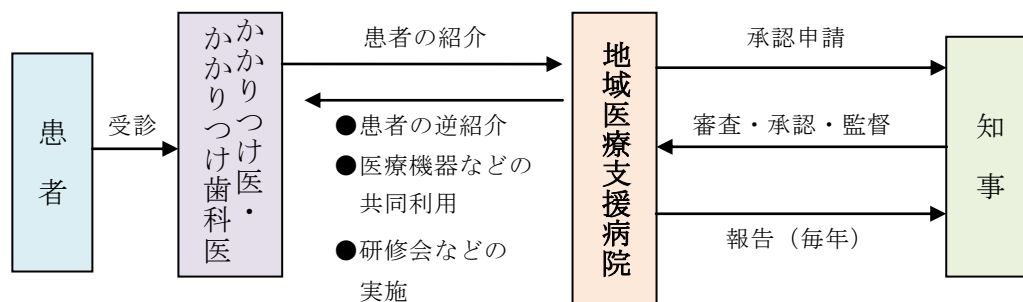 患者
受診
かかりつけ医・
かかりつけ歯科医
患者の紹介
●患者の逆紹介
●医療機器などの
共同利用
●研修会などの
実施
地域医療支援病院
承認申請
審査・承認・監督
報告（毎年）
知事